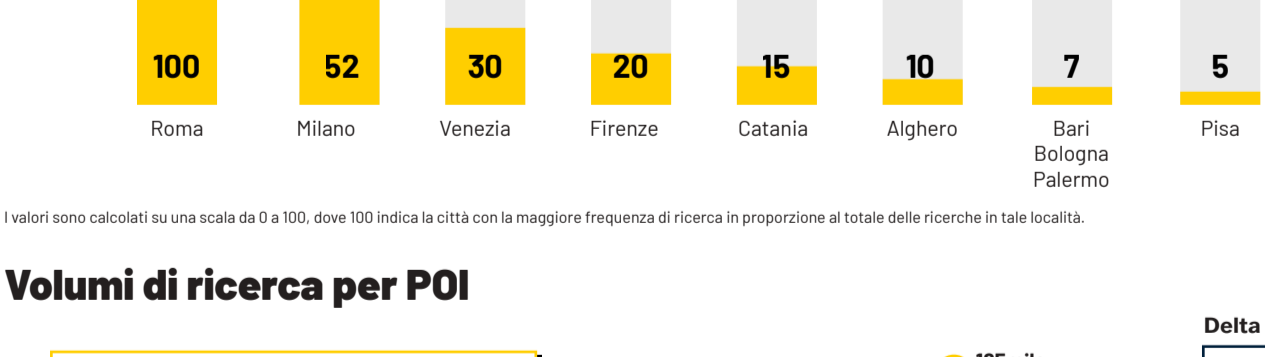 100 52 30 20 15 10 7 5
Roma Milano Venezia Firenze Catania Alghero Bari Pisa
Bologna
Palermo
I valori sono calcolati su una scala da 0 a 100, dove 100 indica la città con la maggiore frequenza di ricerca in proporzione al totale delle ricerche in tale località.
Volumi di ricerca per POI
Delta